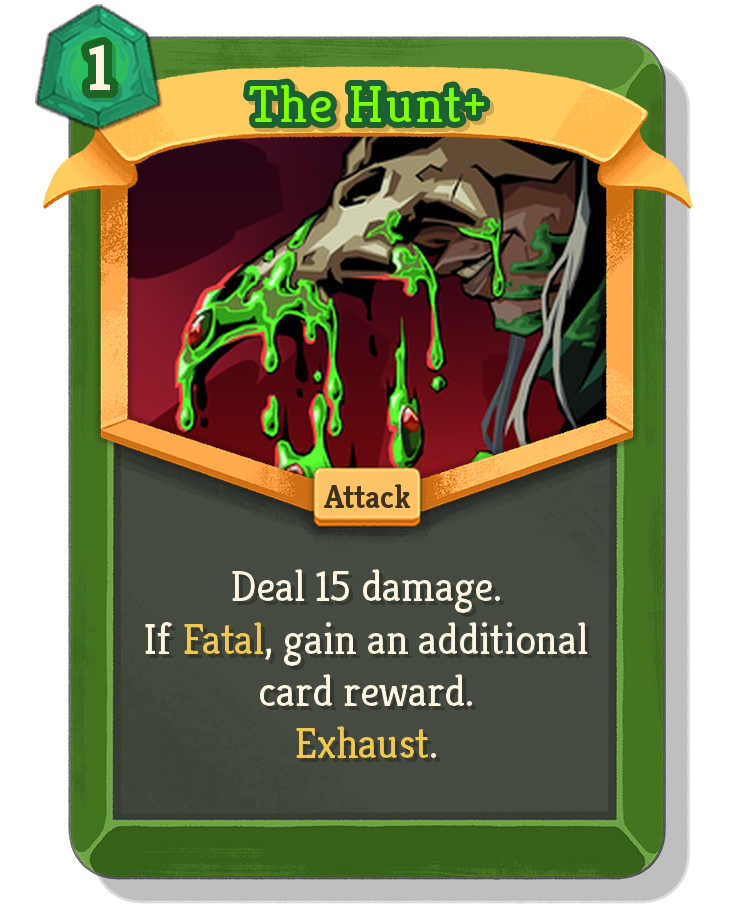 1
The Hunt+
Attack
Deal 15 damage.
If Fatal, gain an additional
card reward.
Exhaust.